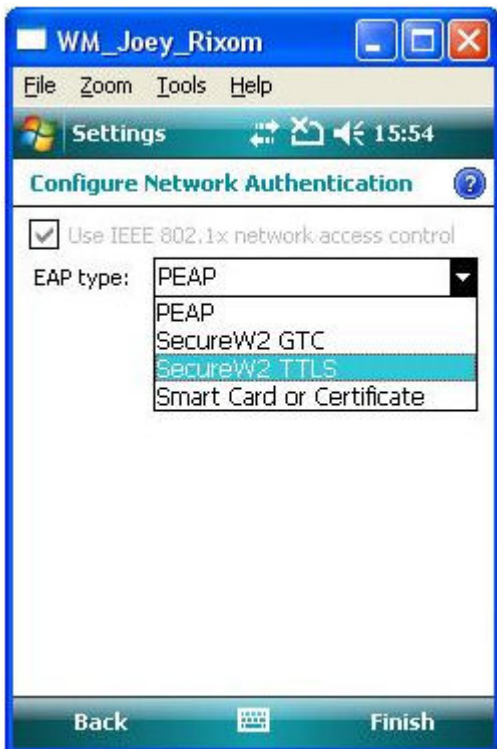 WM_Joey_Rixom
File Zoom Tools Help
Settings 15:54
Configure Network Authentication ?
Use IEEE 802.1x network access control
EAP type: PEAP
PEAP
SecureW2 GTC
SecureW2 TTLS
Smart Card or Certificate
Back Finish